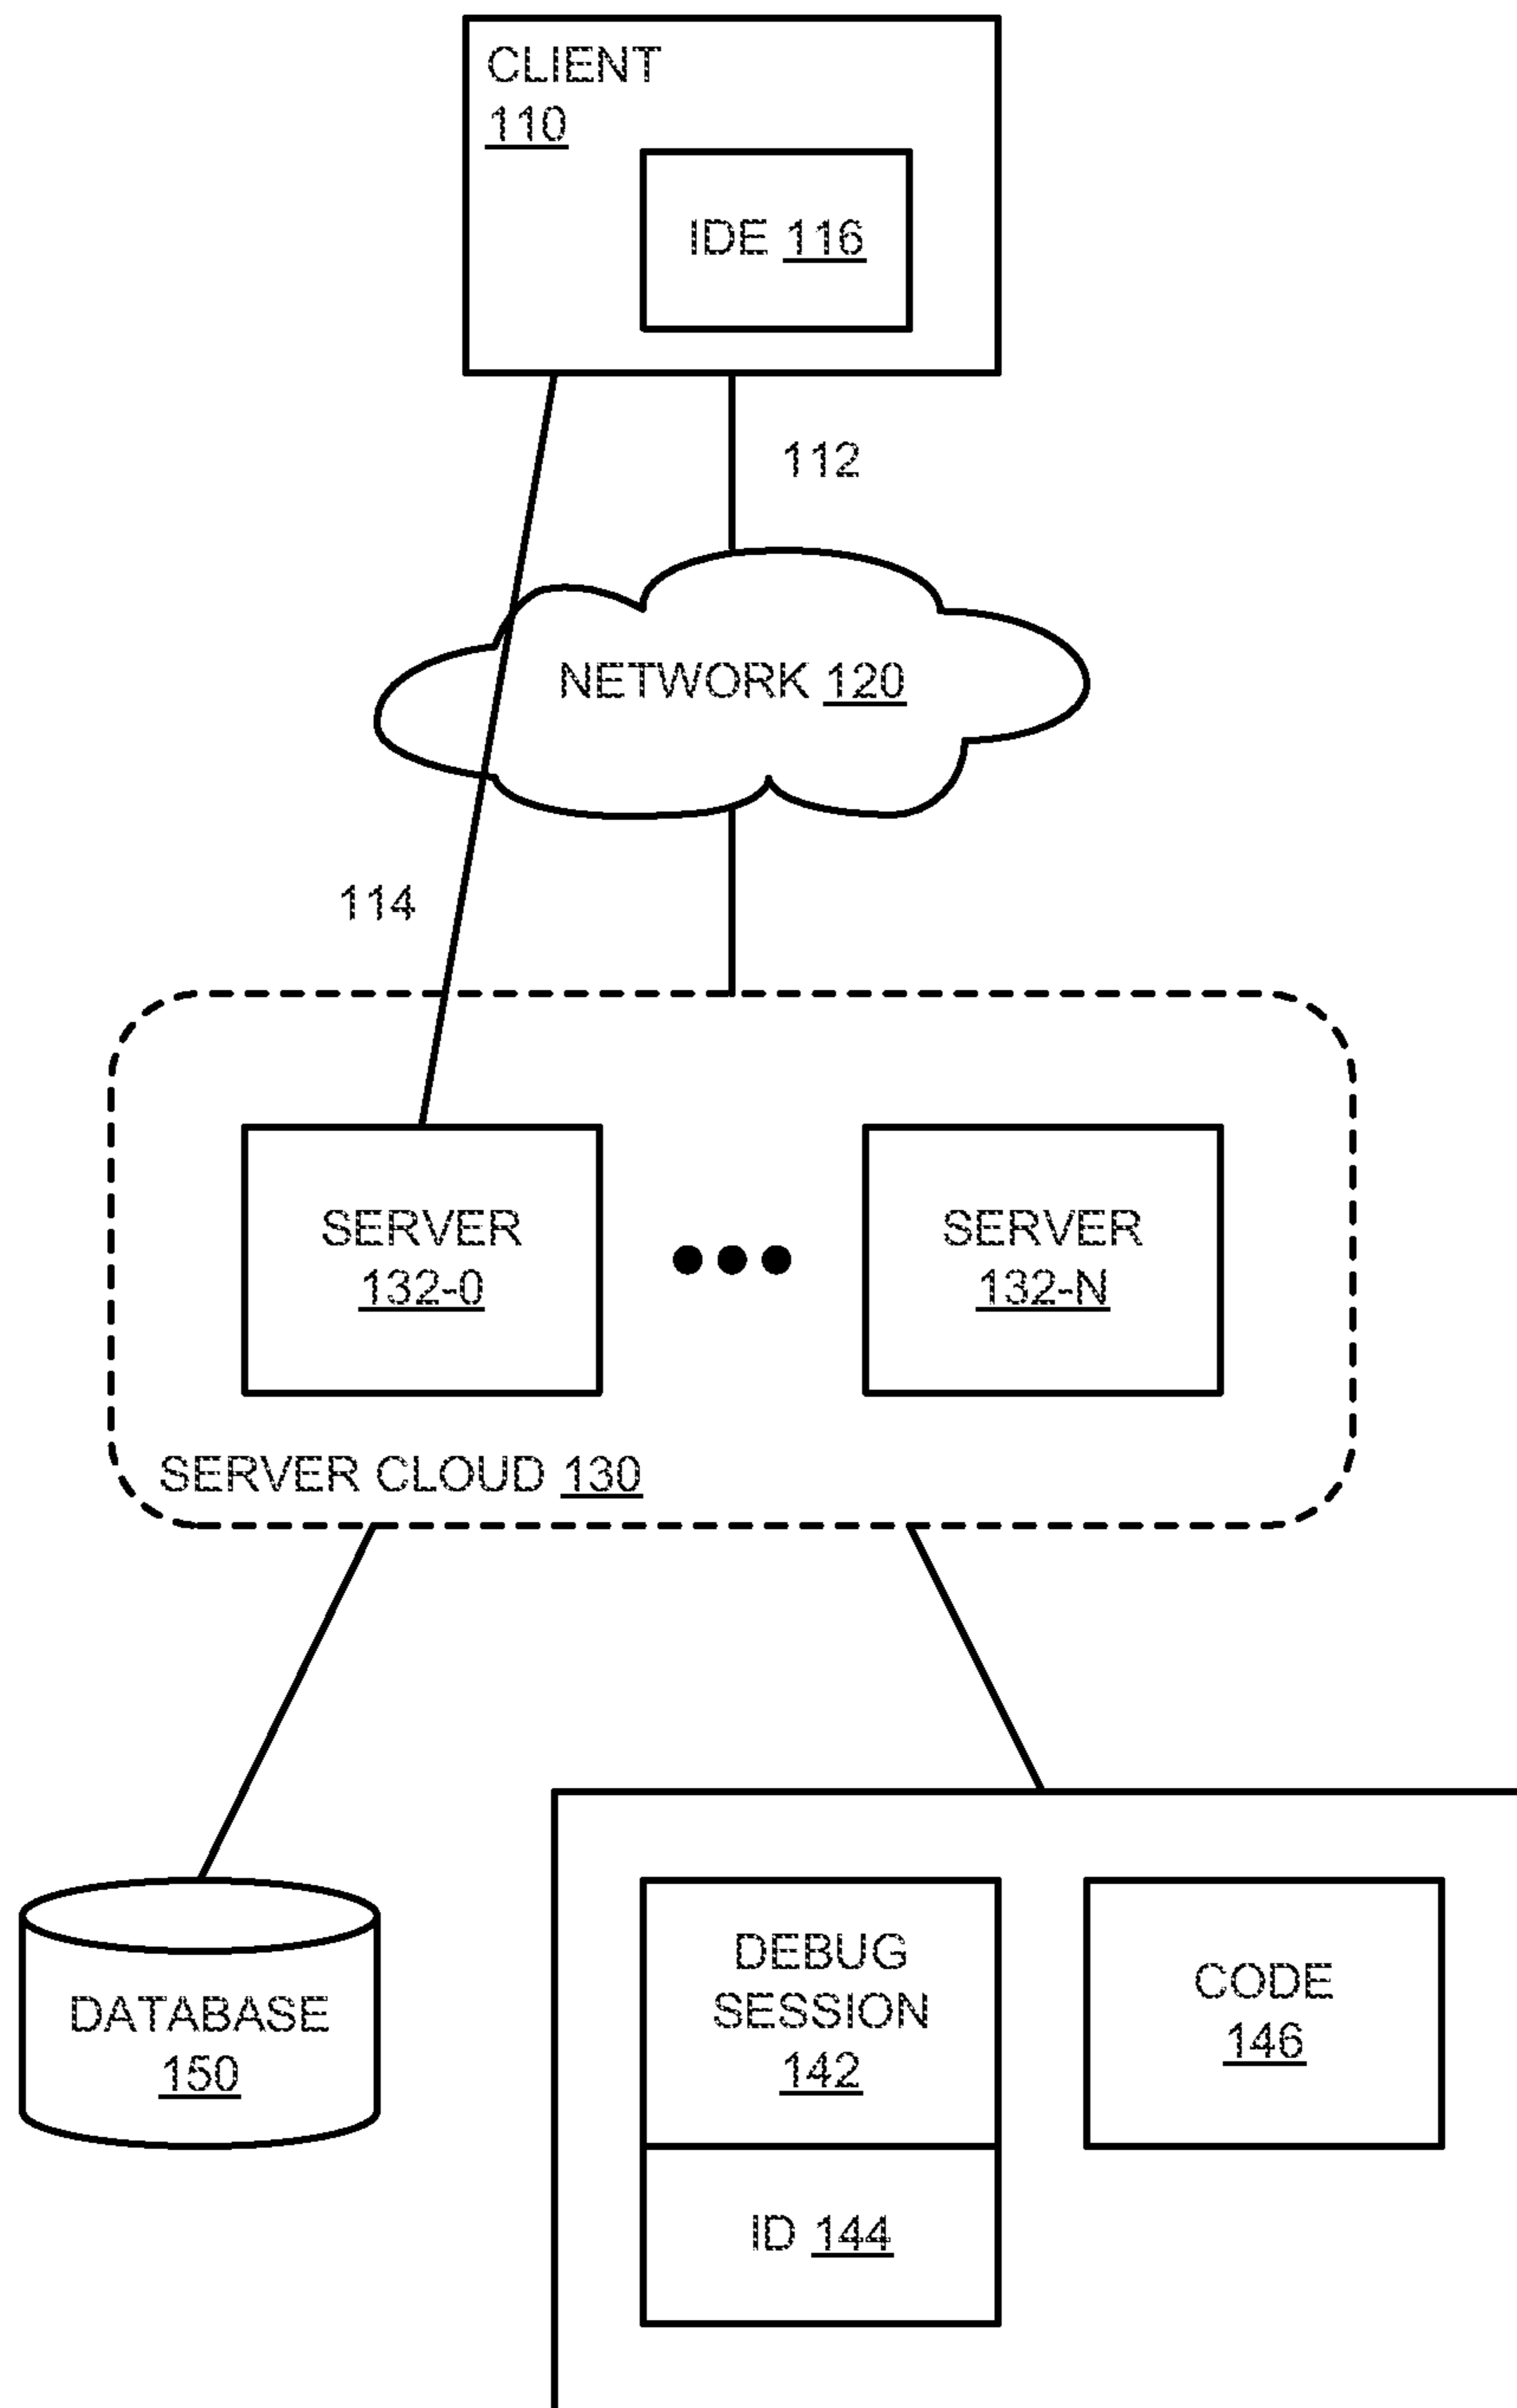 CLIENT
110
IDE 116
112
NETWORK 120
114
SERVER
132-0
SERVER
132-N
SERVER CLOUD 130
DATABASE
150
DEBUG
SESSION
142
ID 144
CODE
146